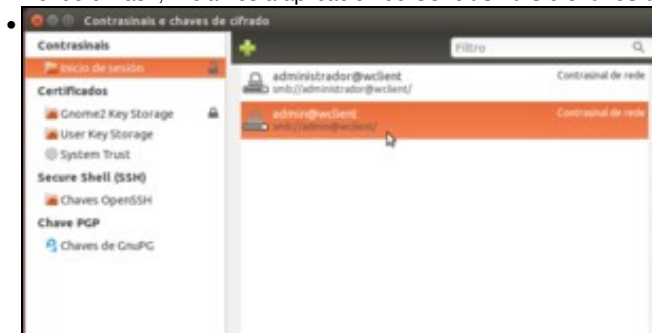 Contrasinais e chaves de cifrado
Contrasinais
Inicio de sesión
Certificados
Gnome2 Key Storage
User Key Storage
System Trust
Secure Shell (SSH)
Chaves OpenSSH
Chave PGP
Chaves de GnuPG
Filtro
administrador@wclient
smb://administrador@wclient/
Contrasinal de rede
admin@wclient
smb://admin@wclient/
Contrasinal de rede